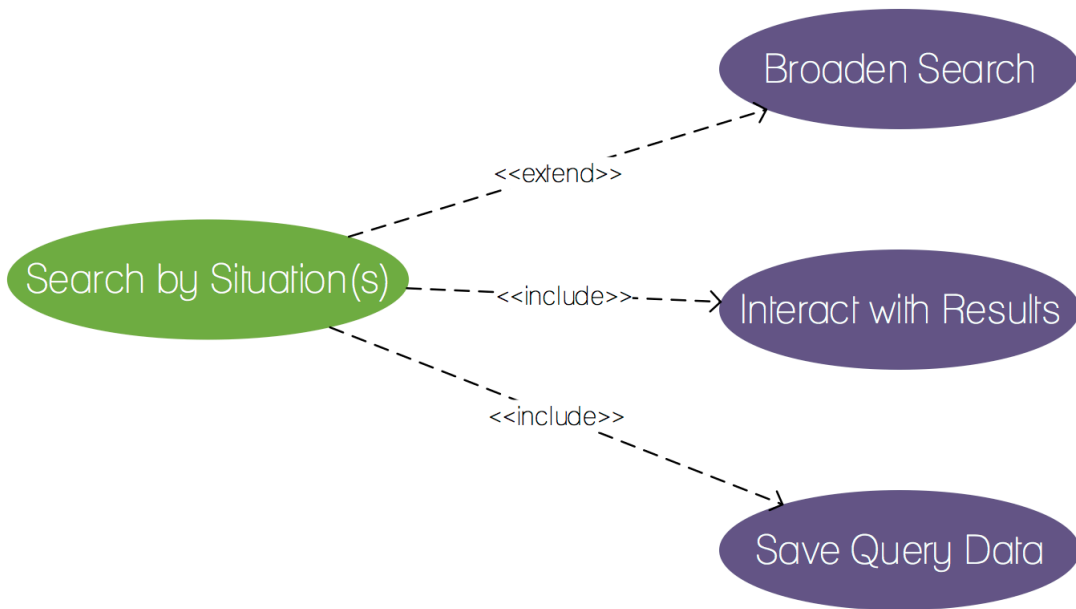 Broaden Search
<<extend>>
Search by Situation(s)
<<include>>
Interact with Results
<<include>>
Save Query Data